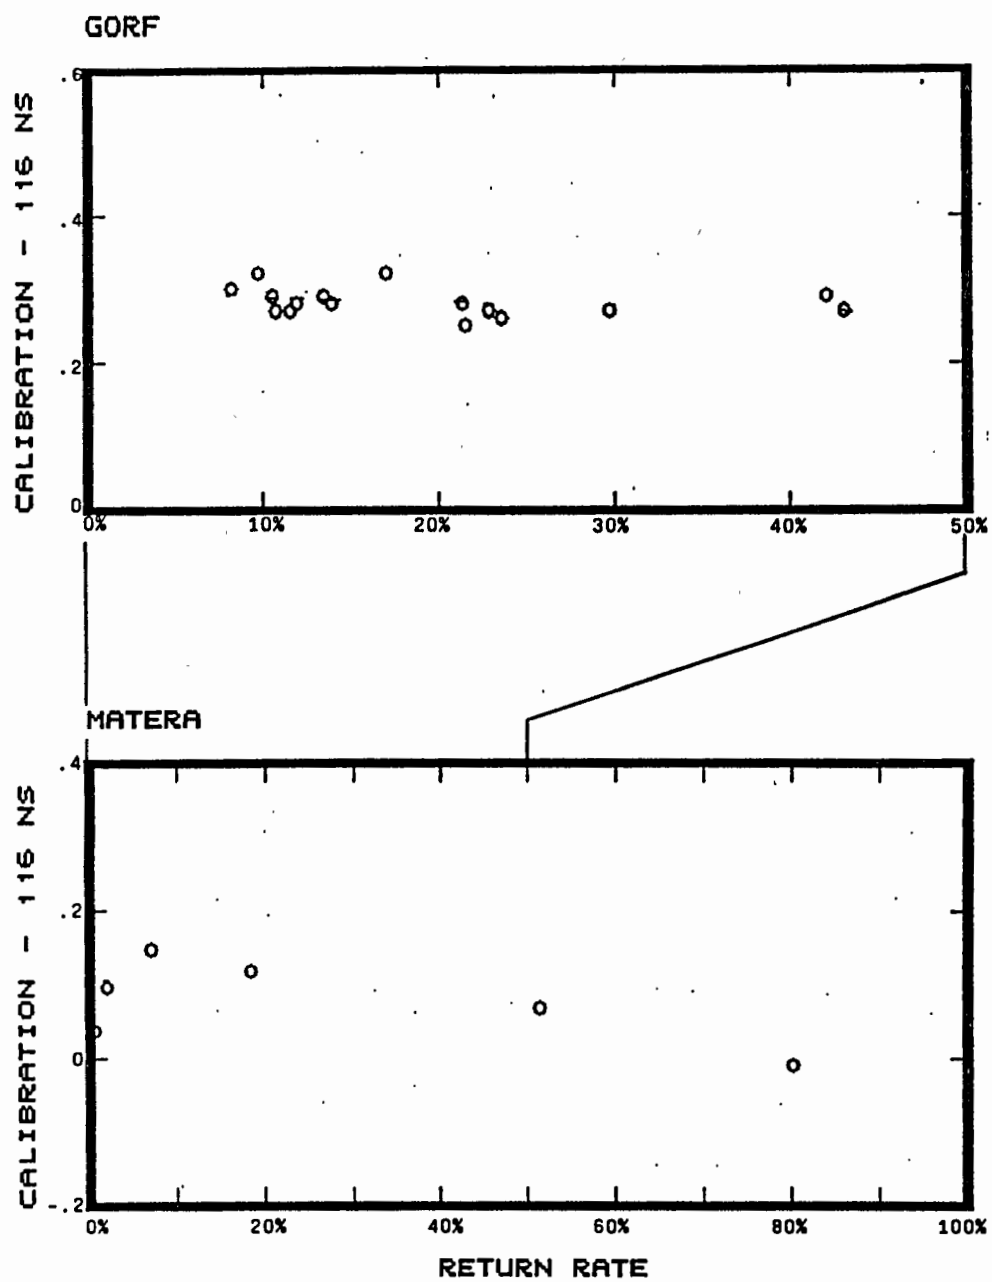 GORF
CALIBRATION - 116 NS
.6
.4
.2
0
0% 10% 20% 30% 40% 50%
MATERA
CALIBRATION - 116 NS
.4
.2
0
-.2
0% 20% 40% 60% 80% 100%
RETURN RATE